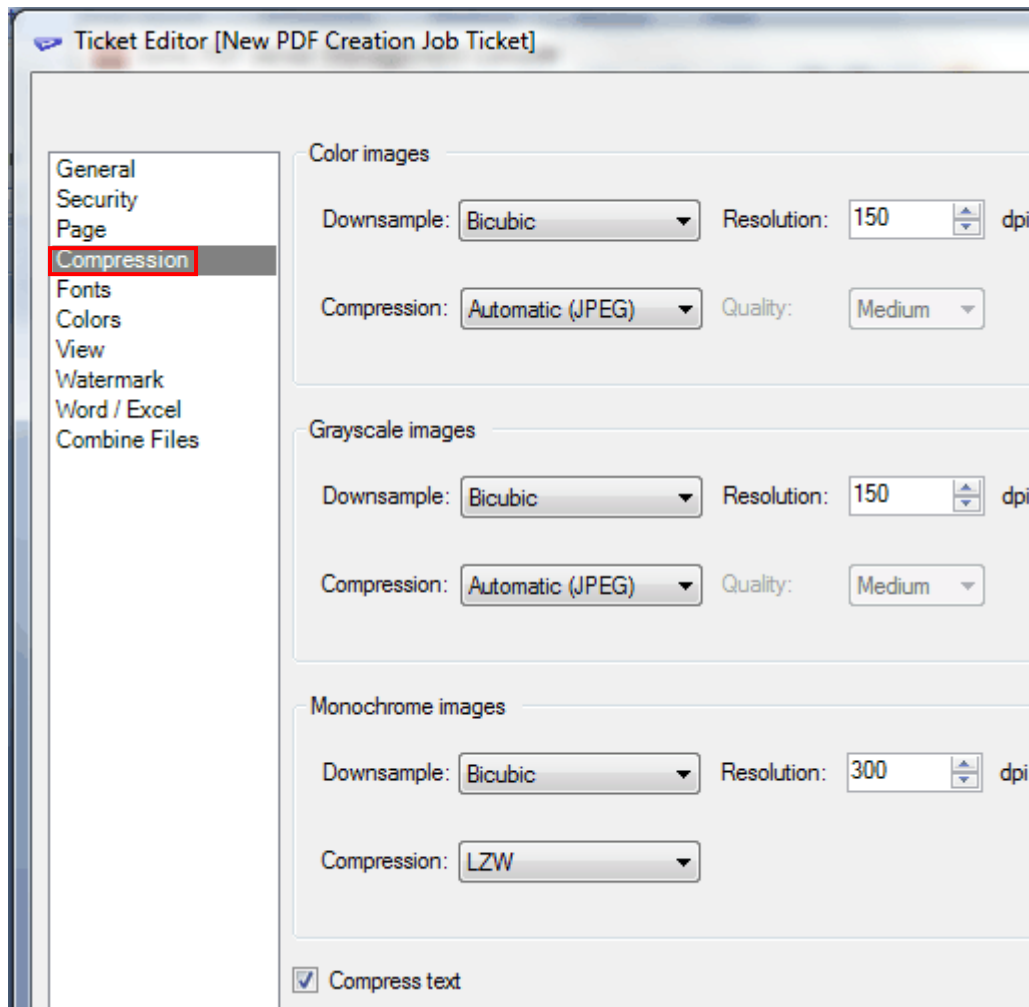 Ticket Editor [New PDF Creation Job Ticket]
General
Security
Page
Compression
Fonts
Colors
View
Watermark
Word / Excel
Combine Files
Color images
Downsample: Bicubic Resolution: 150 dpi
Compression: Automatic (JPEG) Quality: Medium
Grayscale images
Downsample: Bicubic Resolution: 150 dpi
Compression: Automatic (JPEG) Quality: Medium
Monochrome images
Downsample: Bicubic Resolution: 300 dpi
Compression: LZW
Compress text